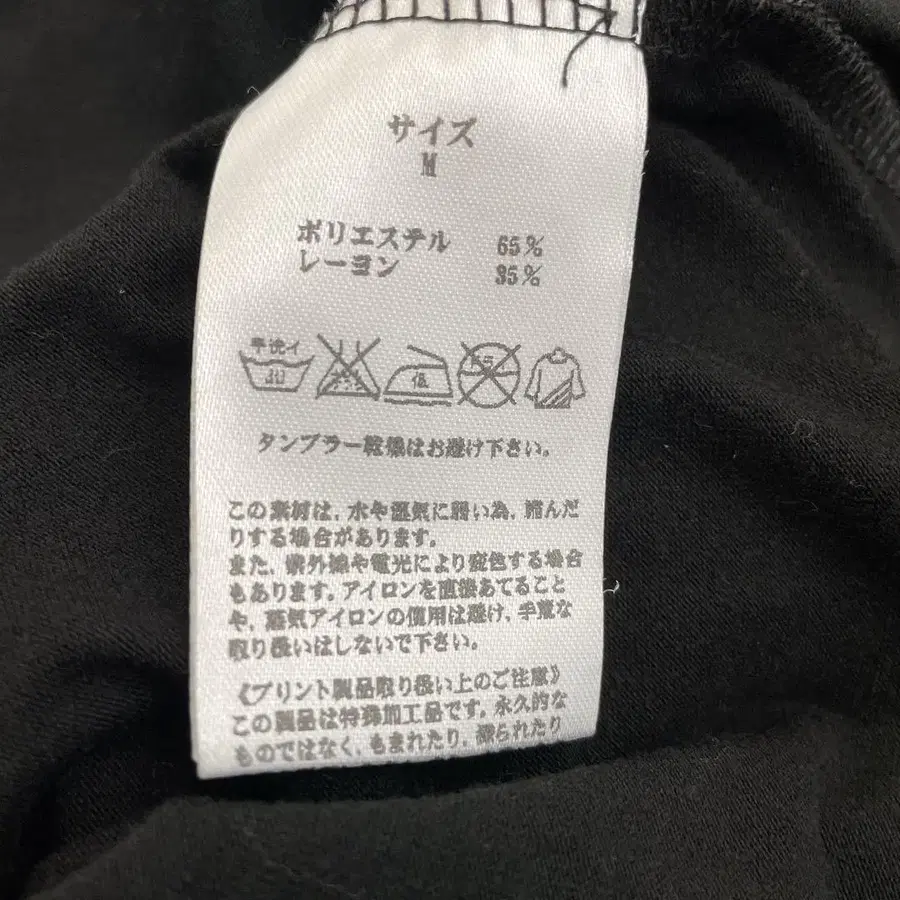 サイズ
M
ポリエステル 65%
レーヨン 35%
手洗イ
30
低
タンブラー乾燥はお避け下さい。
この素材は、水や湿気に弱い為、縮んだ
りする場合があります。
また、紫外線や電光により変色する場合
もあります。アイロンを直接あてること
や、蒸気アイロンの使用は避け、手荒な
取り扱いはしないで下さい。
《プリント製品取り扱い上のご注意》
この製品は特殊加工品です。永久的な
ものではなく、もまれたり、擦られたり